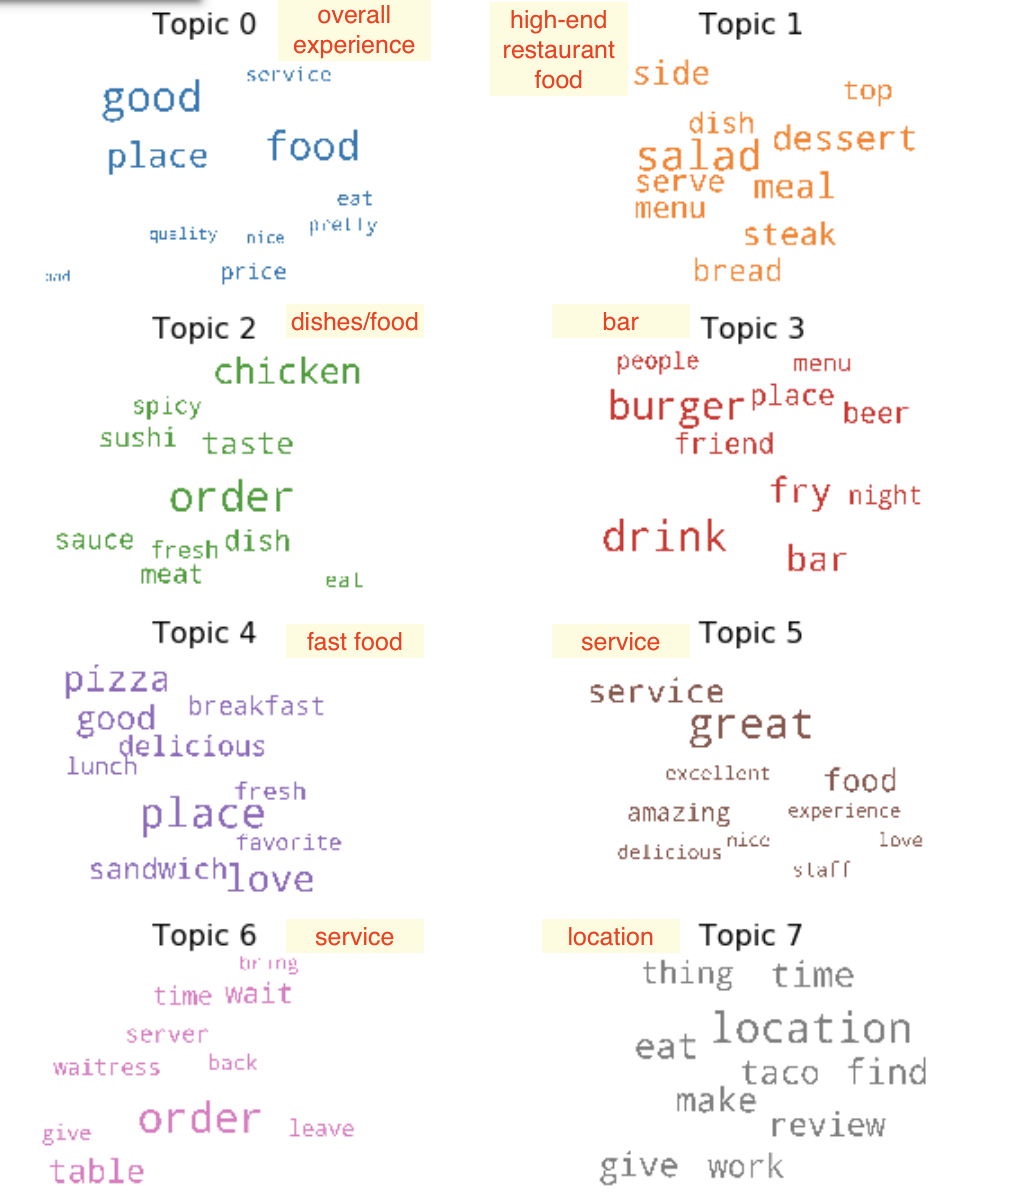 Topic 0
overall
experience
service
good
food
place
eat
pretty
quality
nice
price
high-end
restaurant
food
Topic 1
side
top
dish
dessert
salad
serve
meal
menu
steak
bread
Topic 2
dishes/food
chicken
spicy
sushi
taste
order
sauce
fresh
dish
meat
eat
bar
Topic 3
people
menu
burger
place
beer
friend
fry
night
drink
bar
Topic 4
fast food
pizza
good
breakfast
delicious
lunch
fresh
place
favorite
sandwich
love
service
Topic 5
service
great
excellent
food
amazing
experience
nice
love
delicious
staff
Topic 6
service
bring
time
wait
server
waitress
back
order
give
leave
table
location
Topic 7
thing
time
location
eat
taco
find
make
review
give
work